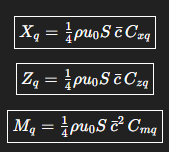 $X_q = \frac{1}{4} \rho u_0 S \, \bar{c} \, C_{xq}$
$Z_q = \frac{1}{4} \rho u_0 S \, \bar{c} \, C_{zq}$
$M_q = \frac{1}{4} \rho u_0 S \, \bar{c}^2 \, C_{mq}$